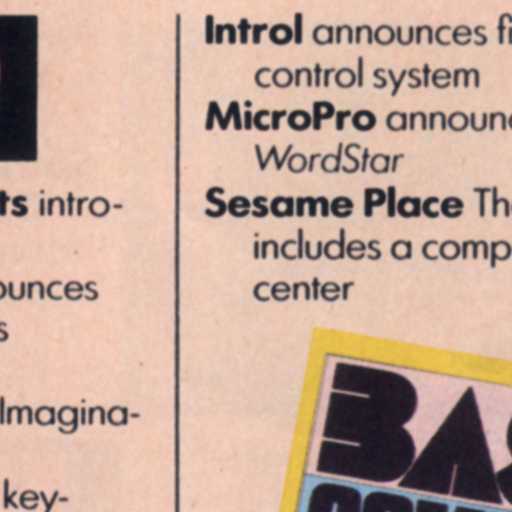 ts intro-
ounces
s
Imagina-
key-
Introl announces fi
control system
MicroPro announc
WordStar
Sesame Place Th
includes a comp
center
BAS